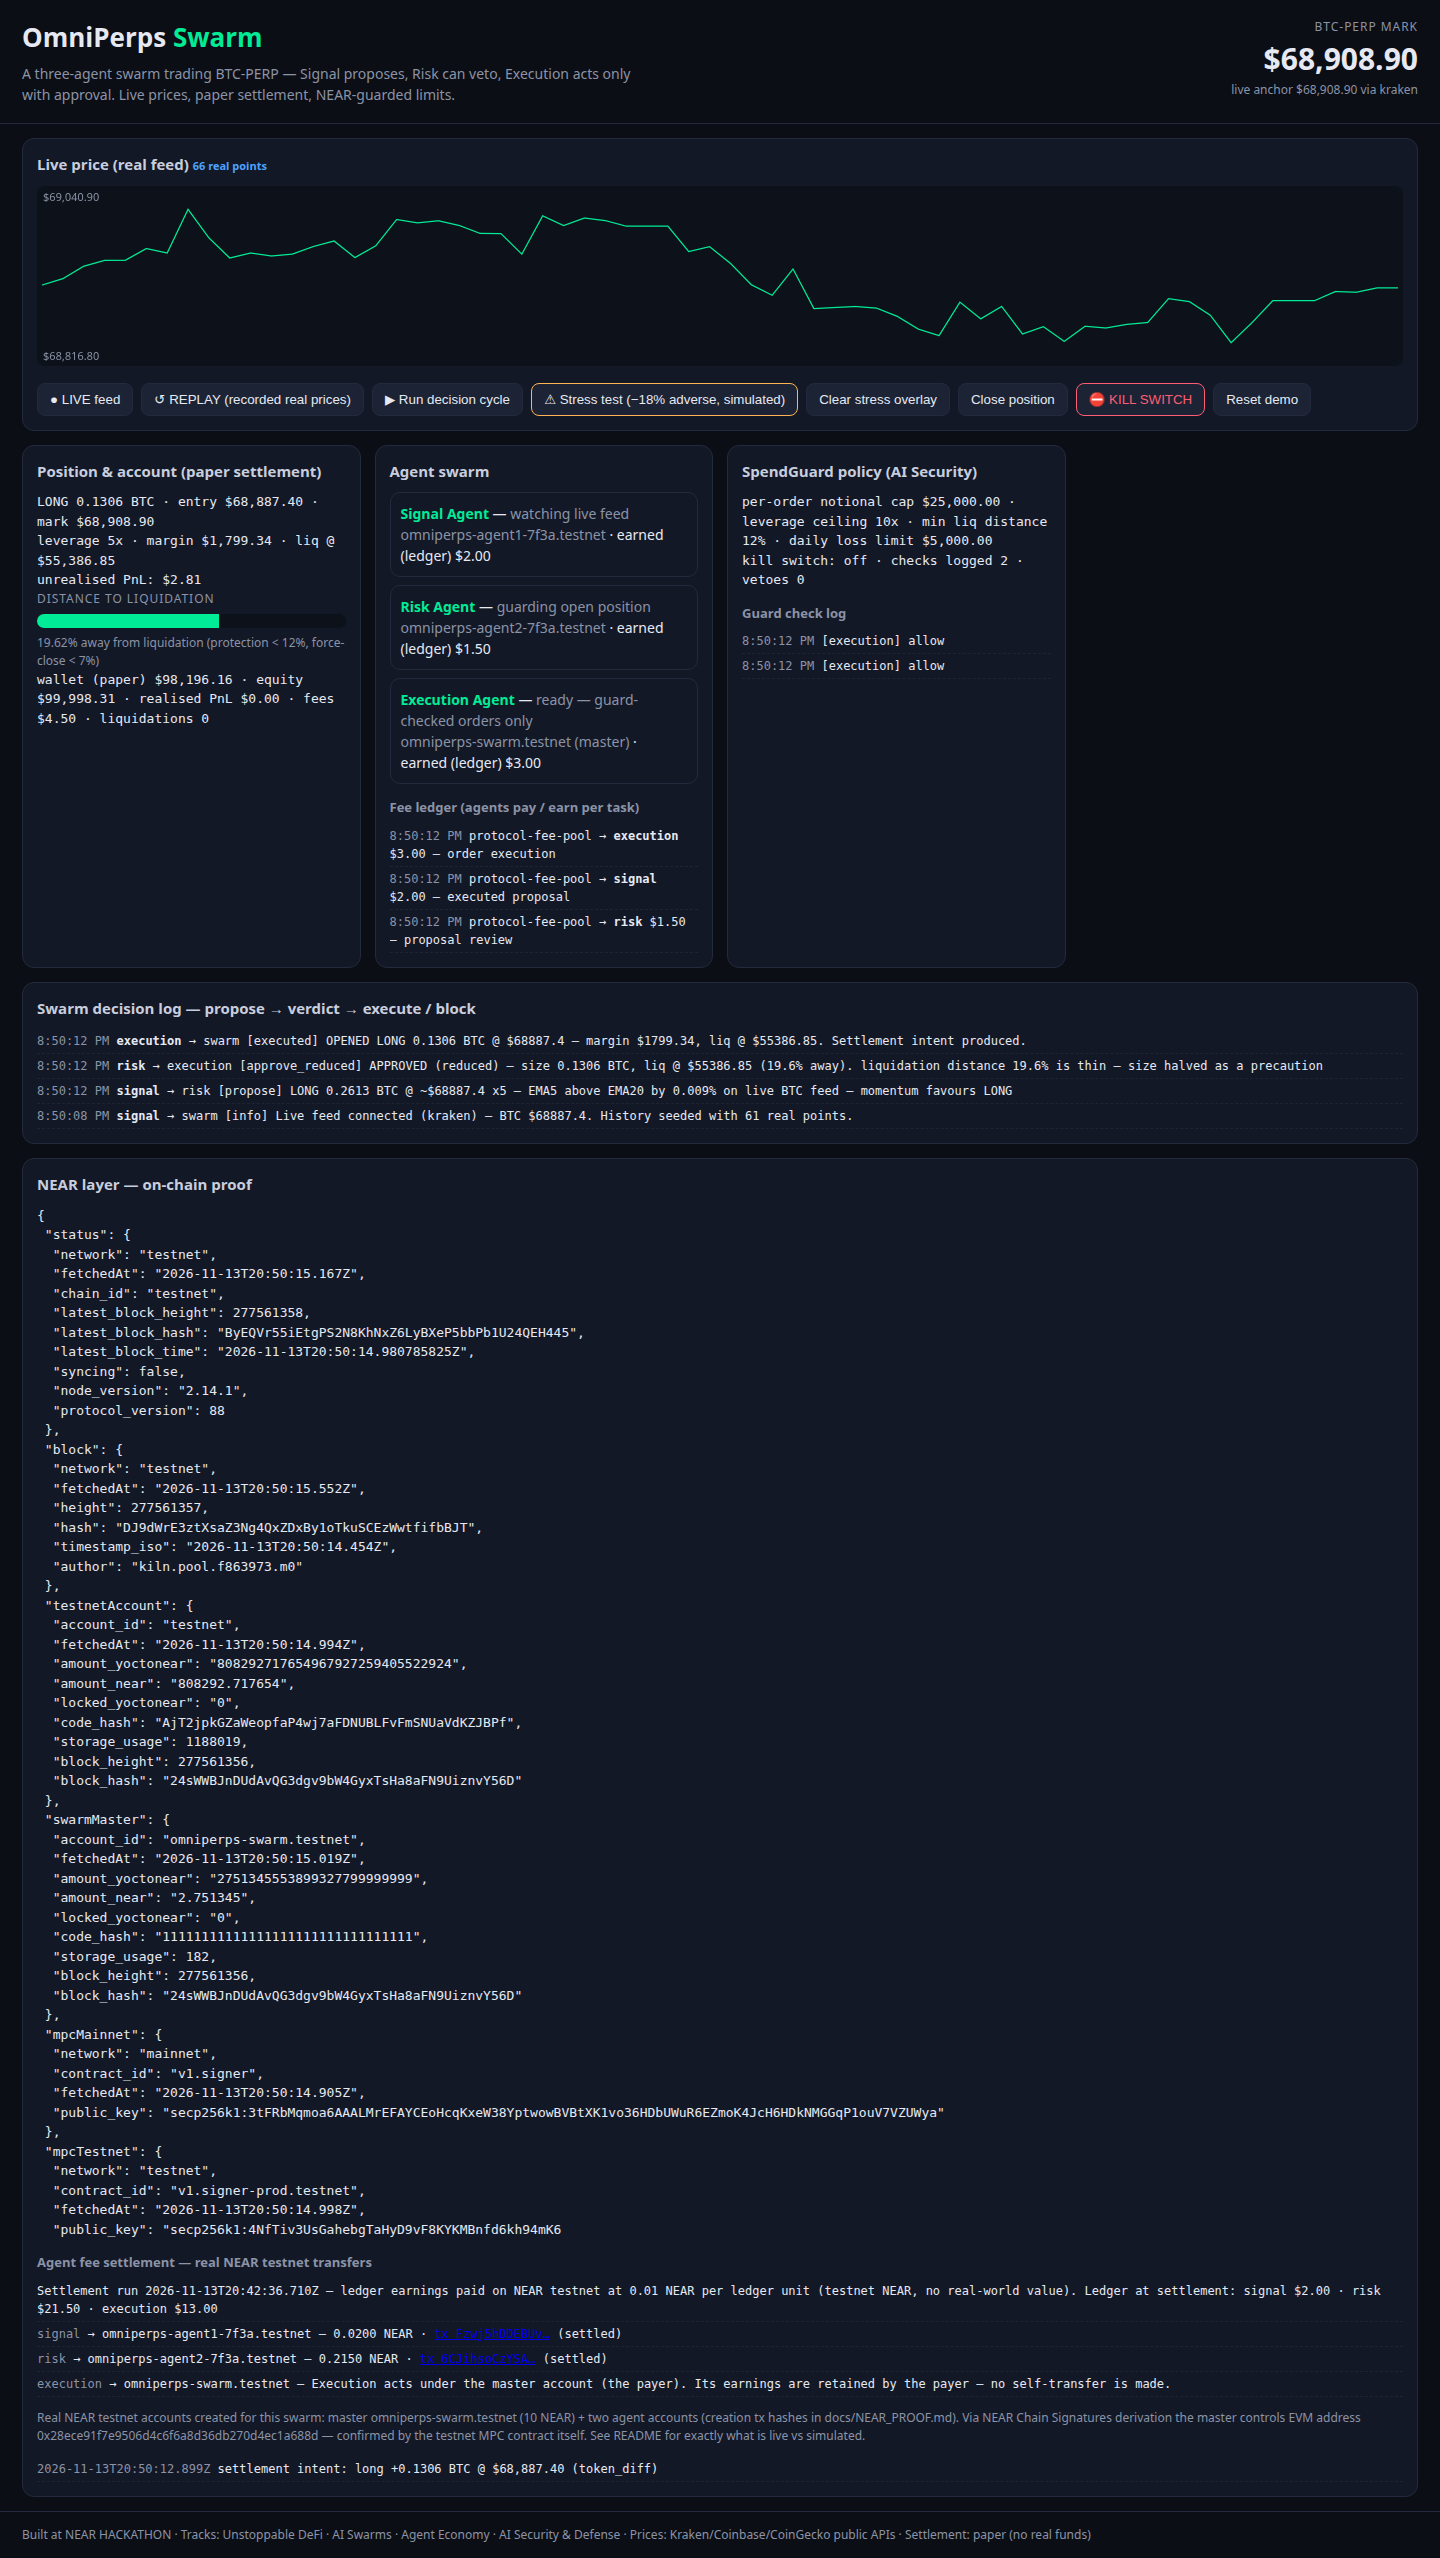 OmniPerps Swarm
A three-agent swarm trading BTC-PERP — Signal proposes, Risk can veto, Execution acts only
with approval. Live prices, paper settlement, NEAR-guarded limits.
BTC-PERP MARK
$68,908.90
live anchor $68,908.90 via kraken
Live price (real feed) 66 real points
$69,040.90
$68,816.80
● LIVE feed
↺ REPLAY (recorded real prices)
▶ Run decision cycle
⚠ Stress test (−18% adverse, simulated)
Clear stress overlay
Close position
⛔ KILL SWITCH
Reset demo
Position & account (paper settlement)
LONG 0.1306 BTC · entry $68,887.40 ·
mark $68,908.90
leverage 5x · margin $1,799.34 · liq @
$55,386.85
unrealised PnL: $2.81
DISTANCE TO LIQUIDATION
19.62% away from liquidation (protection < 12%, force-
close < 7%)
wallet (paper) $98,196.16 · equity
$99,998.31 · realised PnL $0.00 · fees
$4.50 · liquidations 0
Agent swarm
Signal Agent — watching live feed
omniperps-agent1-7f3a.testnet · earned
(ledger) $2.00
Risk Agent — guarding open position
omniperps-agent2-7f3a.testnet · earned
(ledger) $1.50
Execution Agent — ready — guard-
checked orders only
omniperps-swarm.testnet (master) ·
earned (ledger) $3.00
Fee ledger (agents pay / earn per task)
8:50:12 PM protocol-fee-pool → execution
$3.00 — order execution
8:50:12 PM protocol-fee-pool → signal
$2.00 — executed proposal
8:50:12 PM protocol-fee-pool → risk $1.50
— proposal review
SpendGuard policy (AI Security)
per-order notional cap $25,000.00 ·
leverage ceiling 10x · min liq distance
12% · daily loss limit $5,000.00
kill switch: off · checks logged 2 ·
vetoes 0
Guard check log
8:50:12 PM [execution] allow
8:50:12 PM [execution] allow
Swarm decision log — propose → verdict → execute / block
8:50:12 PM execution → swarm [executed] OPENED LONG 0.1306 BTC @ $68887.4 — margin $1799.34, liq @ $55386.85. Settlement intent produced.
8:50:12 PM risk → execution [approve_reduced] APPROVED (reduced) — size 0.1306 BTC, liq @ $55386.85 (19.6% away). liquidation distance 19.6% is thin — size halved as a precaution
8:50:12 PM signal → risk [propose] LONG 0.2613 BTC @ ~$68887.4 x5 — EMA5 above EMA20 by 0.009% on live BTC feed — momentum favours LONG
8:50:08 PM signal → swarm [info] Live feed connected (kraken) — BTC $68887.4. History seeded with 61 real points.
NEAR layer — on-chain proof
{
"status": {
"network": "testnet",
"fetchedAt": "2026-11-13T20:50:15.167Z",
"chain_id": "testnet",
"latest_block_height": 277561358,
"latest_block_hash": "ByEQVr55iEtgPS2N8KhNxZ6LyBXeP5bbPb1U24QEH445",
"latest_block_time": "2026-11-13T20:50:14.980785825Z",
"syncing": false,
"node_version": "2.14.1",
"protocol_version": 88
},
"block": {
"network": "testnet",
"fetchedAt": "2026-11-13T20:50:15.552Z",
"height": 277561357,
"hash": "DJ9dWrE3ztXsaZ3Ng4QxZDxBy1oTkuSCEzWwtfifbBJT",
"timestamp_iso": "2026-11-13T20:50:14.454Z",
"author": "kiln.pool.f863973.m0"
},
"testnetAccount": {
"account_id": "testnet",
"fetchedAt": "2026-11-13T20:50:14.994Z",
"amount_yoctonear": "808292717654967927259405522924",
"amount_near": "808292.717654",
"locked_yoctonear": "0",
"code_hash": "AjT2jpkGZaWeopfaP4wj7aFDNUBLFvFmSNUaVdKZJBPf",
"storage_usage": 1188019,
"block_height": 277561356,
"block_hash": "24sWWBJnDUdAvQG3dgv9bW4GyxTsHa8aFN9UiznvY56D"
},
"swarmMaster": {
"account_id": "omniperps-swarm.testnet",
"fetchedAt": "2026-11-13T20:50:15.019Z",
"amount_yoctonear": "2751345553899327799999999",
"amount_near": "2.751345",
"locked_yoctonear": "0",
"code_hash": "11111111111111111111111111111111",
"storage_usage": 182,
"block_height": 277561356,
"block_hash": "24sWWBJnDUdAvQG3dgv9bW4GyxTsHa8aFN9UiznvY56D"
},
"mpcMainnet": {
"network": "mainnet",
"contract_id": "v1.signer",
"fetchedAt": "2026-11-13T20:50:14.905Z",
"public_key": "secp256k1:3tFRbMqmoa6AAALMrEFAYCEoHcqKxeW38YptwowBVBtXK1vo36HDbUWuR6EZmoK4JcH6HDkNMGGqP1ouV7VZUWya"
},
"mpcTestnet": {
"network": "testnet",
"contract_id": "v1.signer-prod.testnet",
"fetchedAt": "2026-11-13T20:50:14.998Z",
"public_key": "secp256k1:4NfTiv3UsGahebgTaHyD9vF8KYKMBnfd6kh94mK6
Agent fee settlement — real NEAR testnet transfers
Settlement run 2026-11-13T20:42:36.710Z — ledger earnings paid on NEAR testnet at 0.01 NEAR per ledger unit (testnet NEAR, no real-world value). Ledger at settlement: signal $2.00 · risk
$21.50 · execution $13.00
signal → omniperps-agent1-7f3a.testnet — 0.0200 NEAR · tx (settled)
risk → omniperps-agent2-7f3a.testnet — 0.2150 NEAR · tx (settled)
execution → omniperps-swarm.testnet — Execution acts under the master account (the payer). Its earnings are retained by the payer — no self-transfer is made.
Real NEAR testnet accounts created for this swarm: master omniperps-swarm.testnet (10 NEAR) + two agent accounts (creation tx hashes in docs/NEAR_PROOF.md). Via NEAR Chain Signatures derivation the master controls EVM address
0x28ece91f7e9506d4c6f6a8d36db270d4ec1a688d — confirmed by the testnet MPC contract itself. See README for exactly what is live vs simulated.
2026-11-13T20:50:12.899Z settlement intent: long +0.1306 BTC @ $68,887.40 (token_diff)
Built at NEAR HACKATHON · Tracks: Unstoppable DeFi · AI Swarms · Agent Economy · AI Security & Defense · Prices: Kraken/Coinbase/CoinGecko public APIs · Settlement: paper (no real funds)